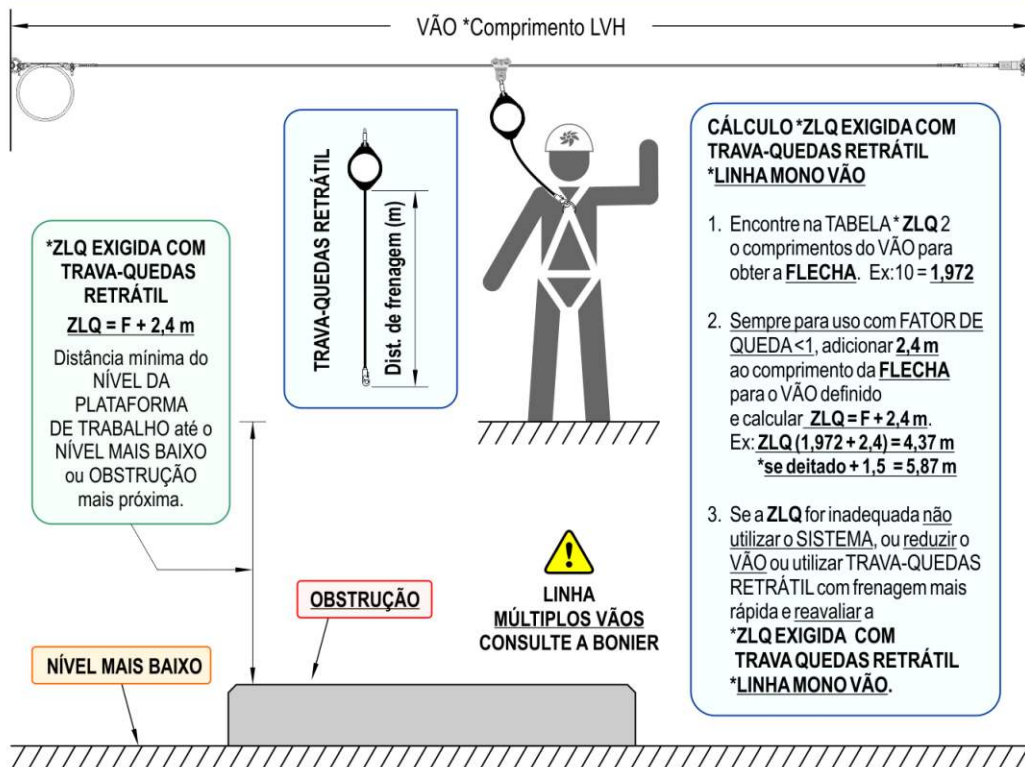 VÃO *Comprimento LVH
*ZLQ EXIGIDA COM
TRAVA-QUEDAS
RETRÁTIL
ZLQ = F + 2,4 m
Distância mínima do
NÍVEL DA
PLATAFORMA
DE TRABALHO até o
NÍVEL MAIS BAIXO
ou OBSTRUÇÃO
mais próxima.
TRAVA-QUEDAS RETRÁTIL
Dist. de frenagem (m)
CÁLCULO *ZLQ EXIGIDA COM
TRAVA-QUEDAS RETRÁTIL
*LINHA MONO VÃO
1. Encontre na TABELA * ZLQ 2
o comprimentos do VÃO para
obter a FLECHA. Ex:10 = 1,972
2. Sempre para uso com FATOR DE
QUEDA <1, adicionar 2,4 m
ao comprimento da FLECHA
para o VÃO definido
e calcular ZLQ = F + 2,4 m.
Ex: ZLQ (1,972 + 2,4) = 4,37 m
*se deitado + 1,5 = 5,87 m
3. Se a ZLQ for inadequada não
utilizar o SISTEMA, ou reduzir o
VÃO ou utilizar TRAVA-QUEDAS
RETRÁTIL com frenagem mais
rápida e reavaliar a
*ZLQ EXIGIDA COM
TRAVA QUEDAS RETRÁTIL
*LINHA MONO VÃO.
!
LINHA
MÚLTIPLOS VÃOS
CONSULTE A BONIER
OBSTRUÇÃO
NÍVEL MAIS BAIXO